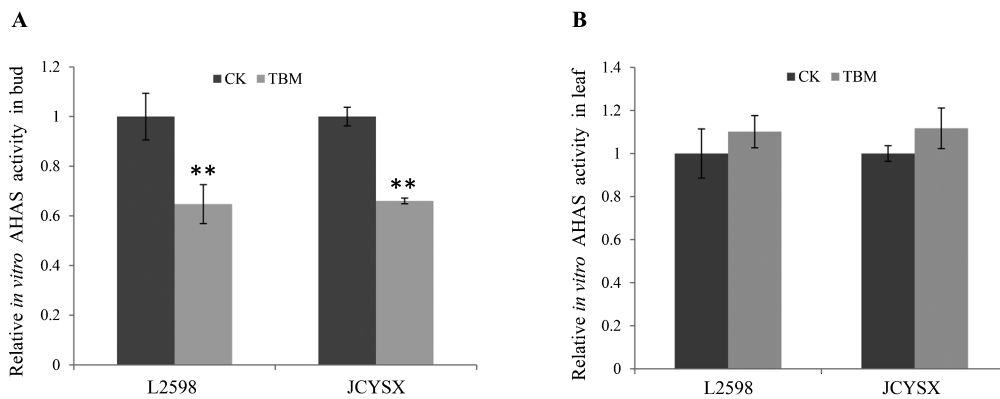 A
Relative in vitro AHAS activity in bud
1.2
1
0.8
0.6
0.4
0.2
0
CK TBM
**
**
L2598 JCYSX
B
Relative in vitro AHAS activity in leaf
1.4
1.2
1
0.8
0.6
0.4
0.2
0
CK TBM
L2598 JCYSX